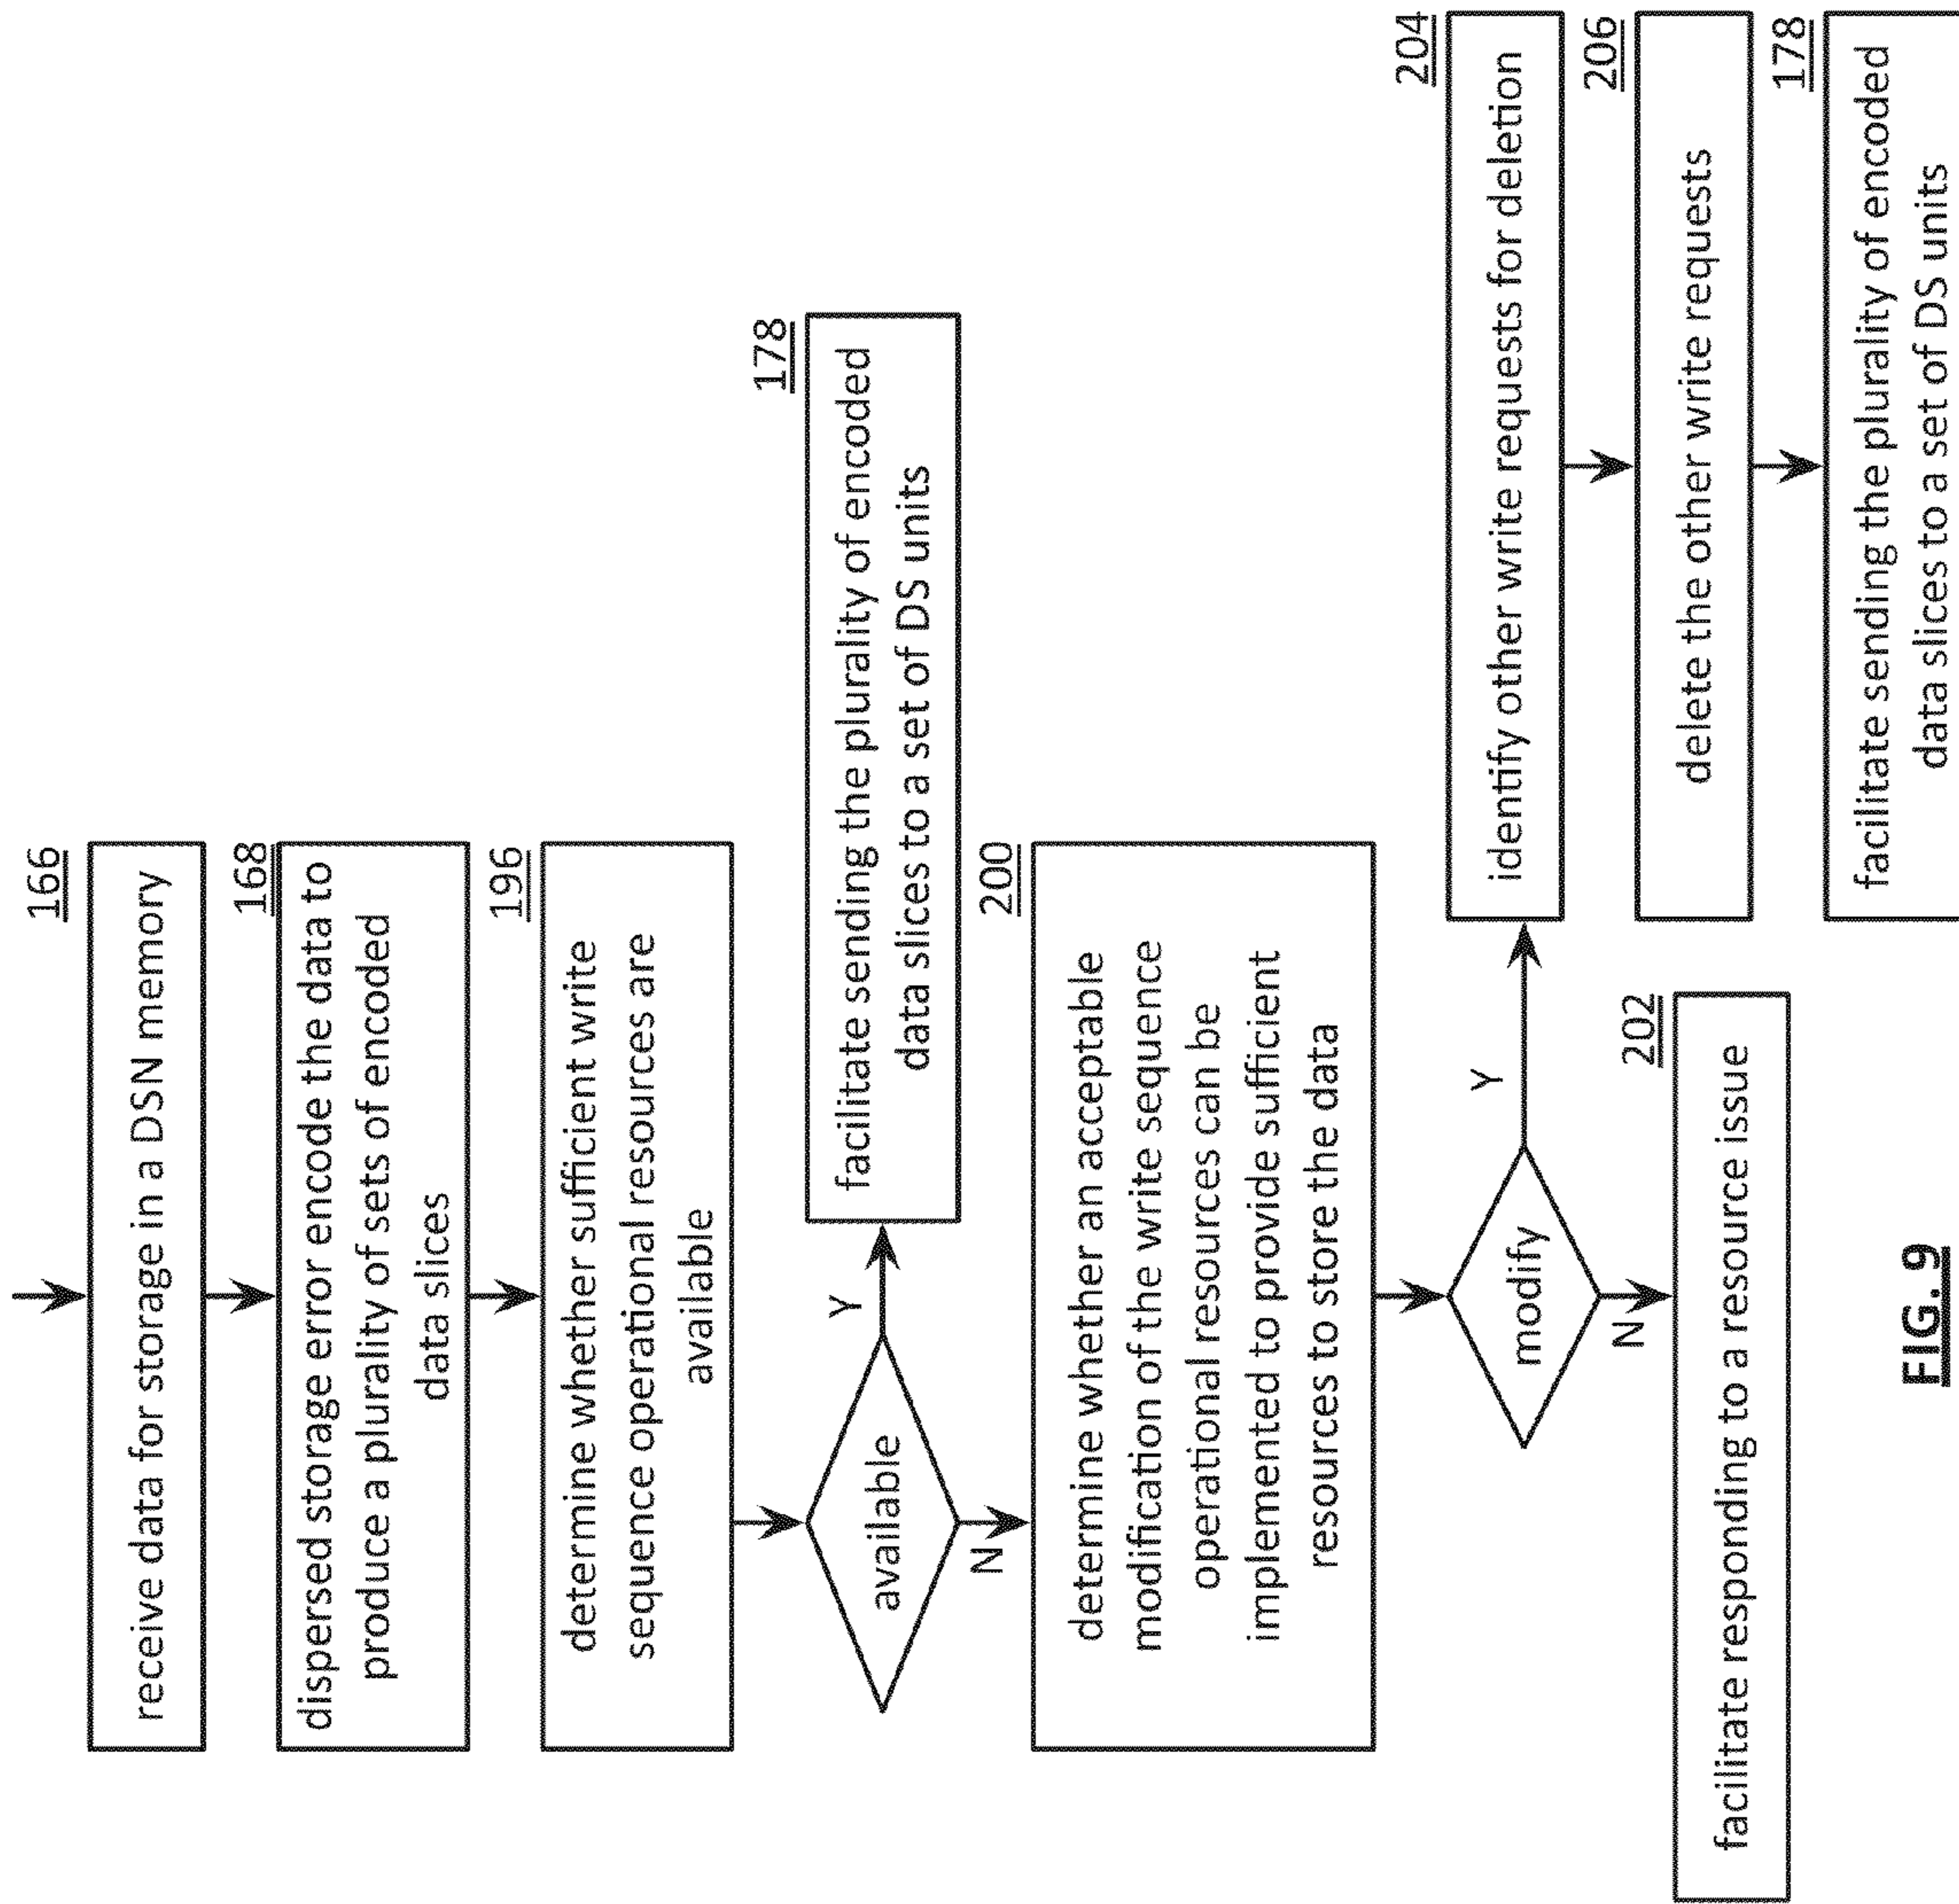 166
receive data for storage in a DSN memory
168
dispersed storage error encode the data to
produce a plurality of sets of encoded
data slices
196
determine whether sufficient write
sequence operational resources are
available
available
Y
N
178
facilitate sending the plurality of encoded
data slices to a set of DS units
200
determine whether an acceptable
modification of the write sequence
operational resources can be
implemented to provide sufficient
resources to store the data
modify
Y
N
204
identify other write requests for deletion
206
delete the other write requests
178
facilitate sending the plurality of encoded
data slices to a set of DS units
202
facilitate responding to a resource issue
FIG. 9